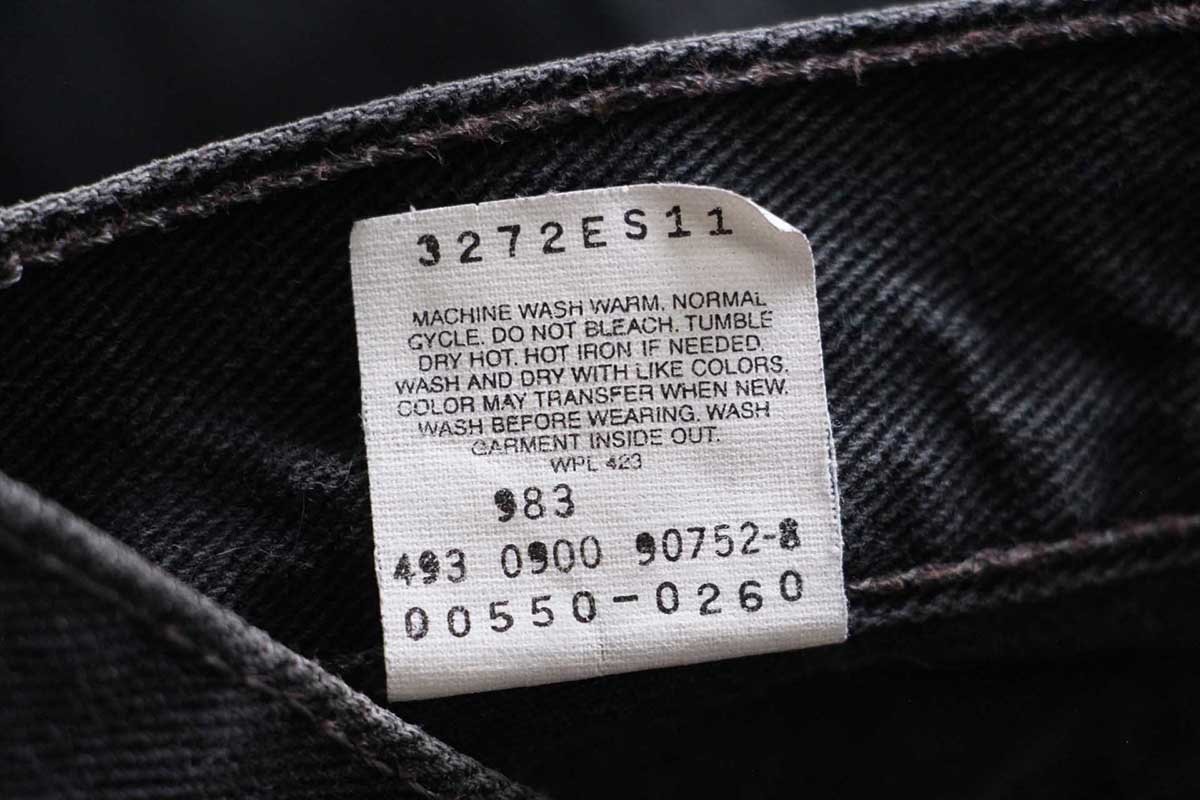 3272ES11
MACHINE WASH WARM, NORMAL
CYCLE. DO NOT BLEACH. TUMBLE
DRY HOT. HOT IRON IF NEEDED.
WASH AND DRY WITH LIKE COLORS.
COLOR MAY TRANSFER WHEN NEW.
WASH BEFORE WEARING. WASH
GARMENT INSIDE OUT.
WPL 423
983
493 0900 90752-8
00550-0260